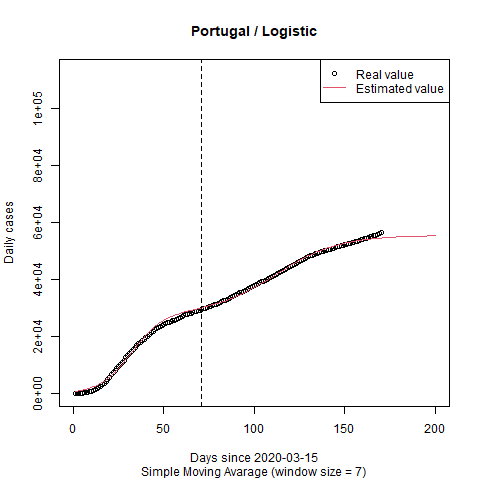 Portugal / Logistic
Real value
Estimated value
Daily cases
1e+05
8e+04
6e+04
4e+04
2e+04
0e+00
0 50 100 150 200
Days since 2020-03-15
Simple Moving Avarage (window size = 7)